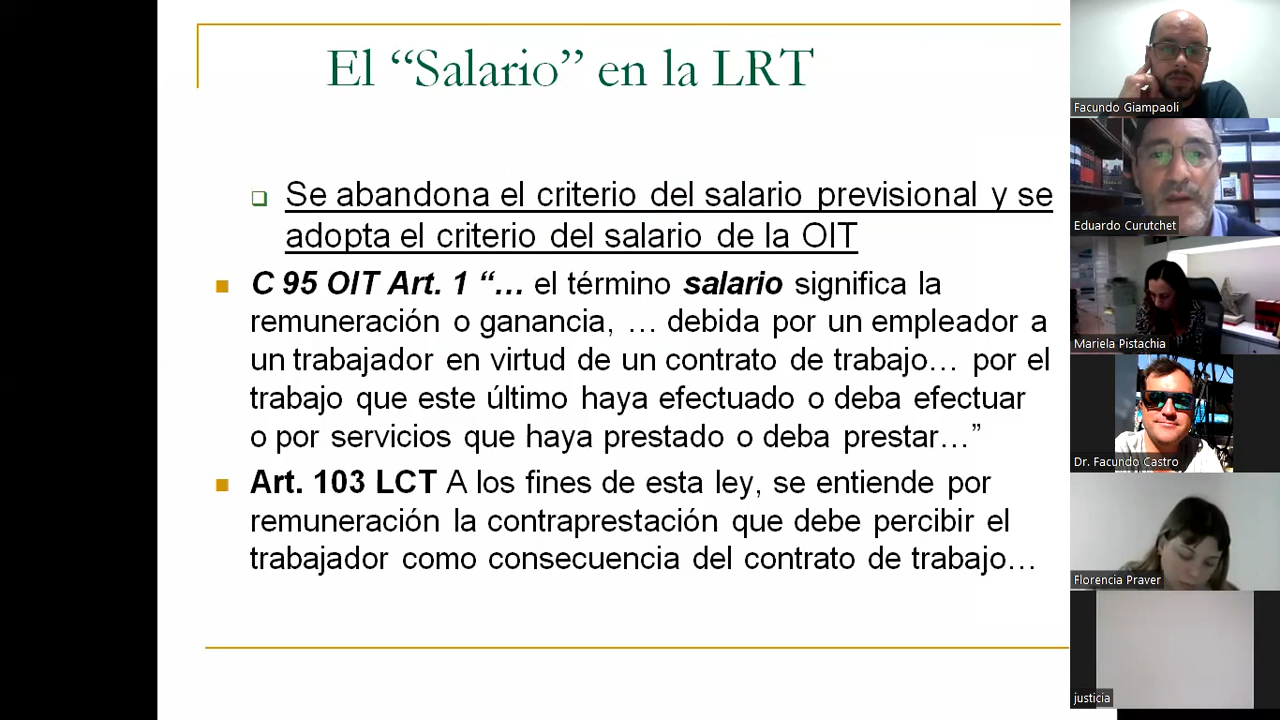 El “Salario” en la LRT
Se abandona el criterio del salario previsional y se
adopta el criterio del salario de la OIT
C 95 OIT Art. 1 “… el término salario significa la
remuneración o ganancia, … debida por un empleador a
un trabajador en virtud de un contrato de trabajo… por el
trabajo que este último haya efectuado o deba efectuar
o por servicios que haya prestado o deba prestar…”
Art. 103 LCT A los fines de esta ley, se entiende por
remuneración la contraprestación que debe percibir el
trabajador como consecuencia del contrato de trabajo…
Facundo Giampaoli
Eduardo Curutchet
Mariela Pistachia
Dr. Facundo Castro
Florencia Praver
justicia